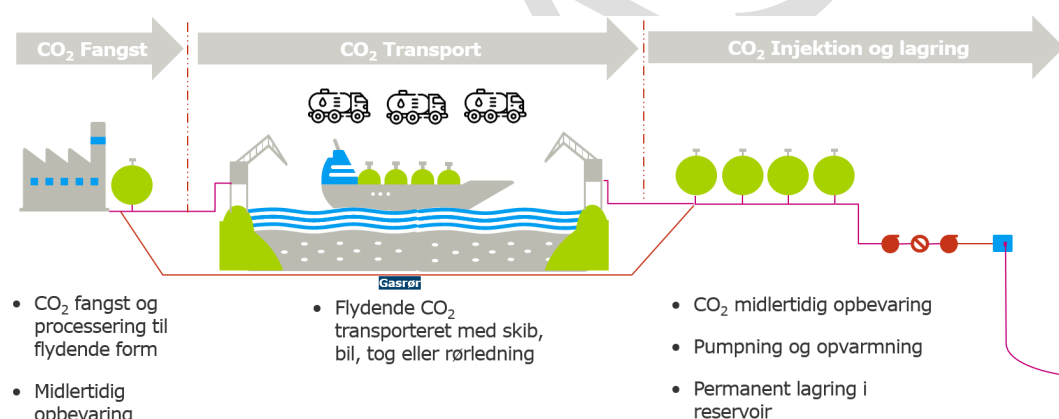 CO₂ Fangst
CO₂ Transport
CO₂ Injektion og lagring
Gasrør
• CO₂ fangst og
processering til
flydende form
• Midlertidig
opbevaring
• Flydende CO₂
transporteret med skib,
bil, tog eller rørledning
• CO₂ midlertidig opbevaring
• Pumpning og opvarmning
• Permanent lagring i
reservoir